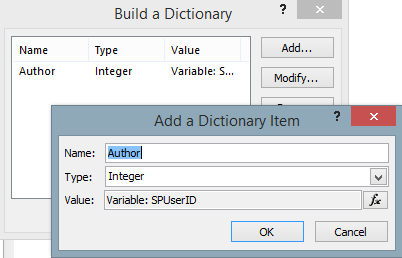 Build a Dictionary ?
Name Type Value
Author Integer Variable: S...
Add...
Modify...
Add a Dictionary Item ? x
Name: Author
Type: Integer
Value: Variable: SPUserID fx
OK Cancel